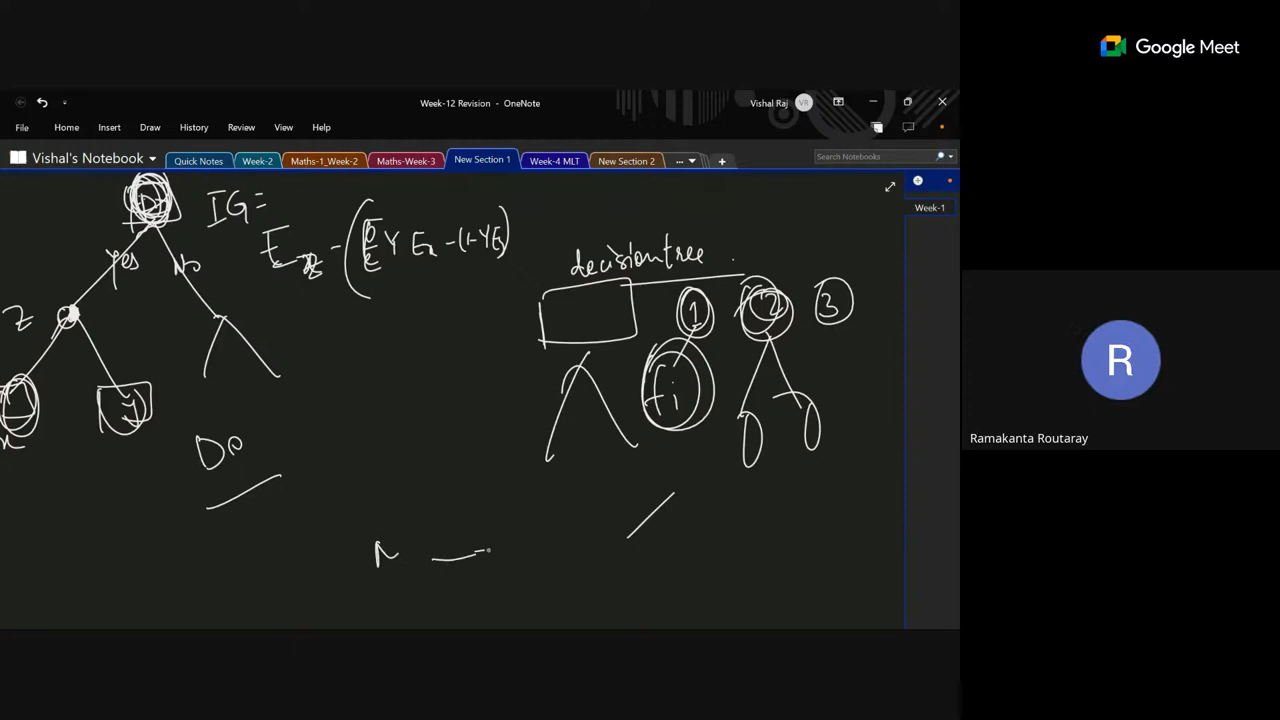 Google Meet
Week-12 Revision - OneNote
Vishal Raj
VR
File
Home
Insert
Draw
History
Review
View
Help
Vishal's Notebook
Quick Notes
Week-2
Maths-1_Week-2
Maths-Week-3
New Section 1
Week-4 MLT
New Section 2
...
Search Notebooks
Week-1
IG =
Yes
No
Z
decision tree
1
2
3
fi
R
Ramakanta Routaray